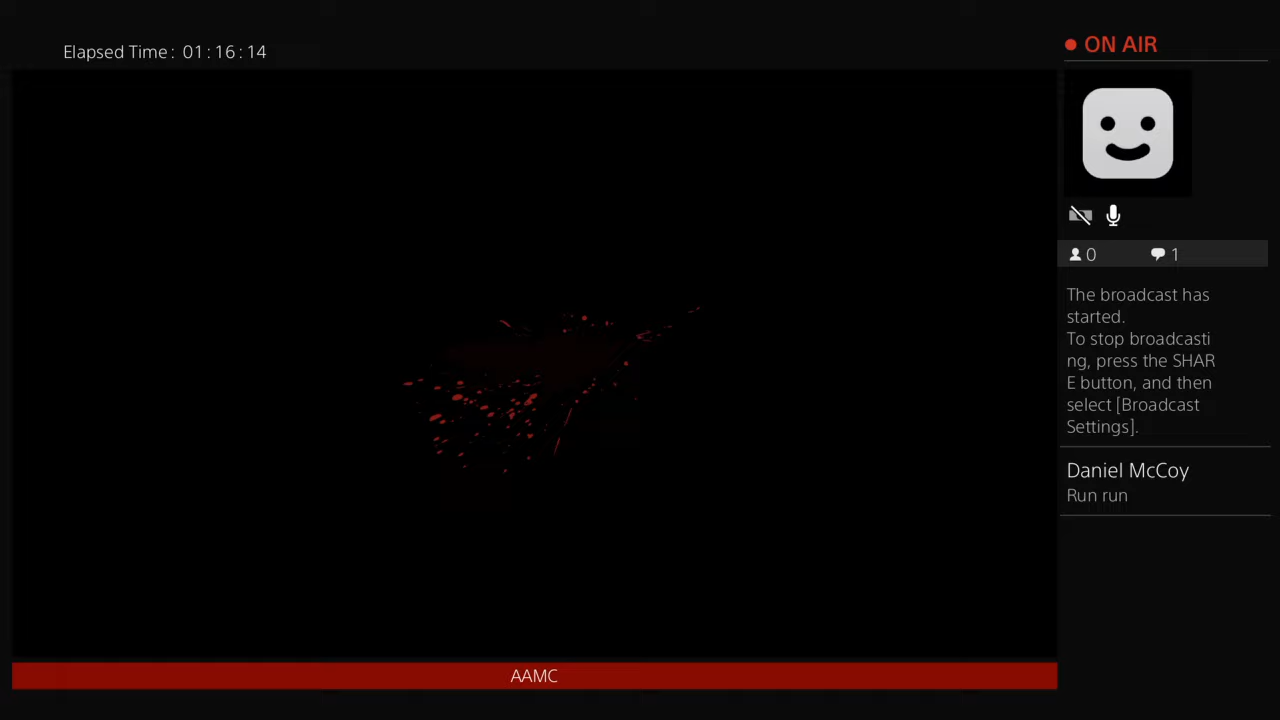 Elapsed Time: 01:16:14
ON AIR
0 1
The broadcast has
started.
To stop broadcasti
ng, press the SHAR
E button, and then
select [Broadcast
Settings].
Daniel McCoy
Run run
AAMC